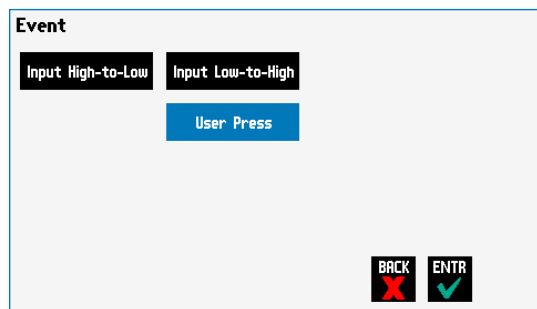 Event
Input High-to-Low
Input Low-to-High
User Press
BACK
ENTR